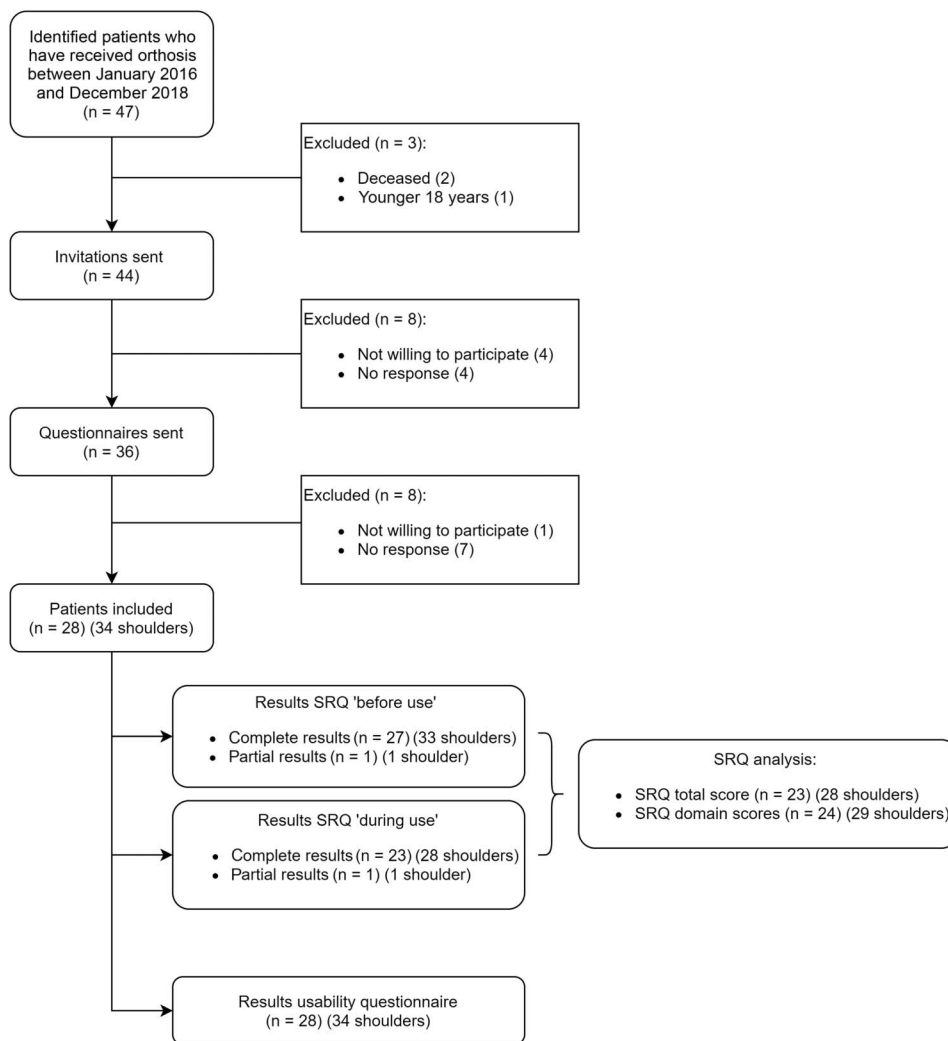 Identified patients who
have received orthosis
between January 2016
and December 2018
(n = 47)
Excluded (n = 3):
• Deceased (2)
• Younger 18 years (1)
Invitations sent
(n = 44)
Excluded (n = 8):
• Not willing to participate (4)
• No response (4)
Questionnaires sent
(n = 36)
Excluded (n = 8):
• Not willing to participate (1)
• No response (7)
Patients included
(n = 28) (34 shoulders)
Results SRQ 'before use'
• Complete results (n = 27) (33 shoulders)
• Partial results (n = 1) (1 shoulder)
Results SRQ 'during use'
• Complete results (n = 23) (28 shoulders)
• Partial results (n = 1) (1 shoulder)
SRQ analysis:
• SRQ total score (n = 23) (28 shoulders)
• SRQ domain scores (n = 24) (29 shoulders)
Results usability questionnaire
(n = 28) (34 shoulders)